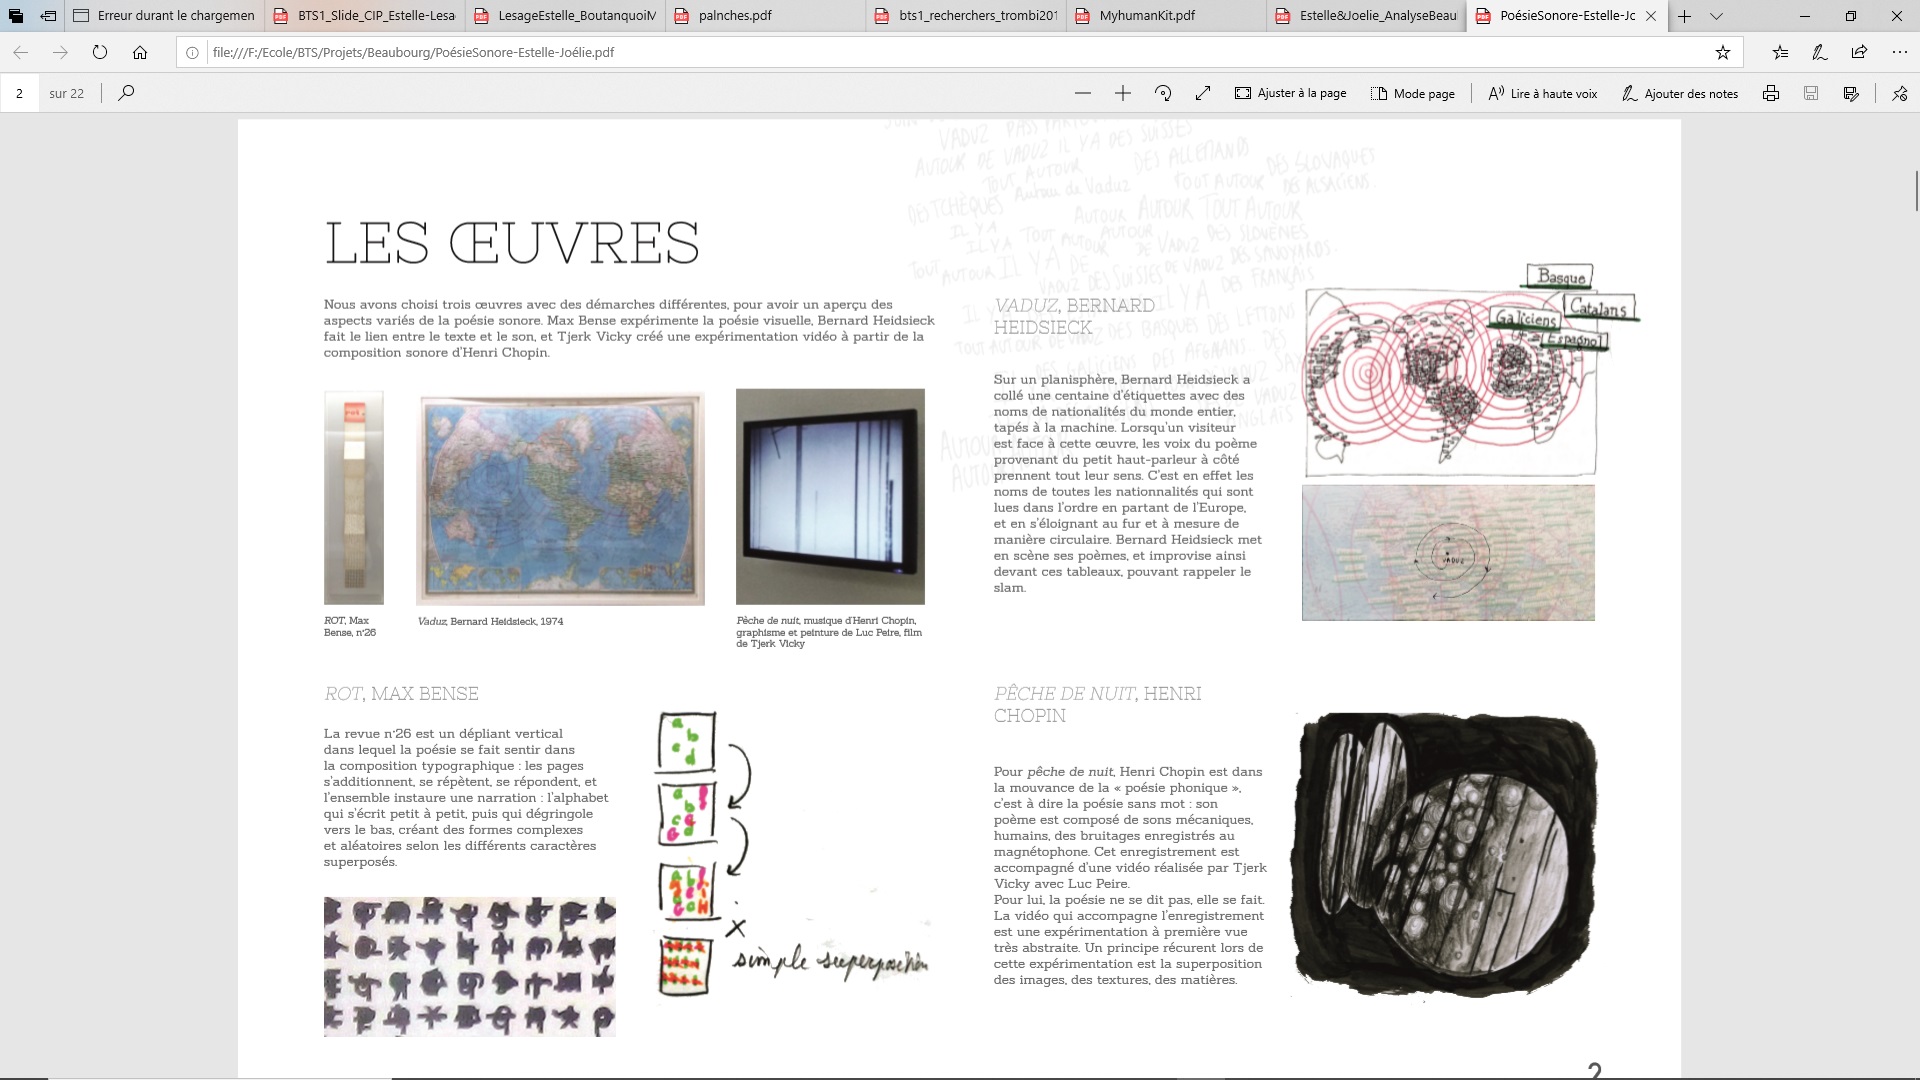 Erreur durant le chargemen
BTS1_Slide_CIP_Estelle-Lesa
LesageEstelle_BoutanquoiM
palnches.pdf
bts1_recherchers_trombi201
MyhumanKit.pdf
Estelle&Joelie_AnalyseBeau
PoésieSonore-Estelle-Jo
file:///F:/Ecole/BTS/Projets/Beaubourg/PoésieSonore-Estelle-Joélie.pdf
2 sur 22
Ajuster à la page
Mode page
Lire à haute voix
Ajouter des notes
VADUZ PASS PARTOUT
AUTOUR DE VADUZ IL Y A DES SUISSES
DES ALLEMANDS
DES SLOVAQUES
TOUT AUTOUR
Autour de Vaduz
TOUT AUTOUR
DES ALSACIENS.
DES TCHÈQUES
AUTOUR
AUTOUR TOUT AUTOUR
IL Y A
IL Y A TOUT AUTOUR
AUTOUR
DE VADUZ
DES SLOVÈNES
DES SAVOYARDS.
TOUT AUTOUR IL Y A DE
VADUZ DES SUISSES DE VADUZ DES FRANÇAIS
IL Y A
DES BASQUES DES LETTONS
TOUT AUTOUR DE VADUZ
DES GALICIENS DES AFGHANS. DES
VADUZ
ANGLAIS
AUTOUR
LES ŒUVRES
Nous avons choisi trois œuvres avec des démarches différentes, pour avoir un aperçu des
aspects variés de la poésie sonore. Max Bense expérimente la poésie visuelle, Bernard Heidsieck
fait le lien entre le texte et le son, et Tjerk Vicky créé une expérimentation vidéo à partir de la
composition sonore d'Henri Chopin.
ROT, Max
Bense, n°26
Vaduz, Bernard Heidsieck, 1974
Pèche de nuit, musique d'Henri Chopin,
graphisme et peinture de Luc Peire, film
de Tjerk Vicky
ROT, MAX BENSE
La revue n°26 est un dépliant vertical
dans lequel la poésie se fait sentir dans
la composition typographique : les pages
s'additionnent, se répètent, se répondent, et
l'ensemble instaure une narration : l'alphabet
qui s'écrit petit à petit, puis qui dégringole
vers le bas, créant des formes complexes
et aléatoires selon les différents caractères
superposés.
a
b
c
d
simple superposition
VADUZ, BERNARD
HEIDSIECK
Sur un planisphère, Bernard Heidsieck a
collé une centaine d'étiquettes avec des
noms de nationalités du monde entier,
tapés à la machine. Lorsqu'un visiteur
est face à cette œuvre, les voix du poème
provenant du petit haut-parleur à côté
prennent tout leur sens. C'est en effet les
noms de toutes les nationnalités qui sont
lues dans l'ordre en partant de l'Europe,
et en s'éloignant au fur et à mesure de
manière circulaire. Bernard Heidsieck met
en scène ses poèmes, et improvise ainsi
devant ces tableaux, pouvant rappeler le
slam.
Basque
Catalans
Galiciens
Espagnol
VADUZ
PÊCHE DE NUIT, HENRI
CHOPIN
Pour pêche de nuit, Henri Chopin est dans
la mouvance de la « poésie phonique »,
c'est à dire la poésie sans mot : son
poème est composé de sons mécaniques,
humains, des bruitages enregistrés au
magnétophone. Cet enregistrement est
accompagné d'une vidéo réalisée par Tjerk
Vicky avec Luc Peire.
Pour lui, la poésie ne se dit pas, elle se fait.
La vidéo qui accompagne l'enregistrement
est une expérimentation à première vue
très abstraite. Un principe récurent lors de
cette expérimentation est la superposition
des images, des textures, des matières.
2